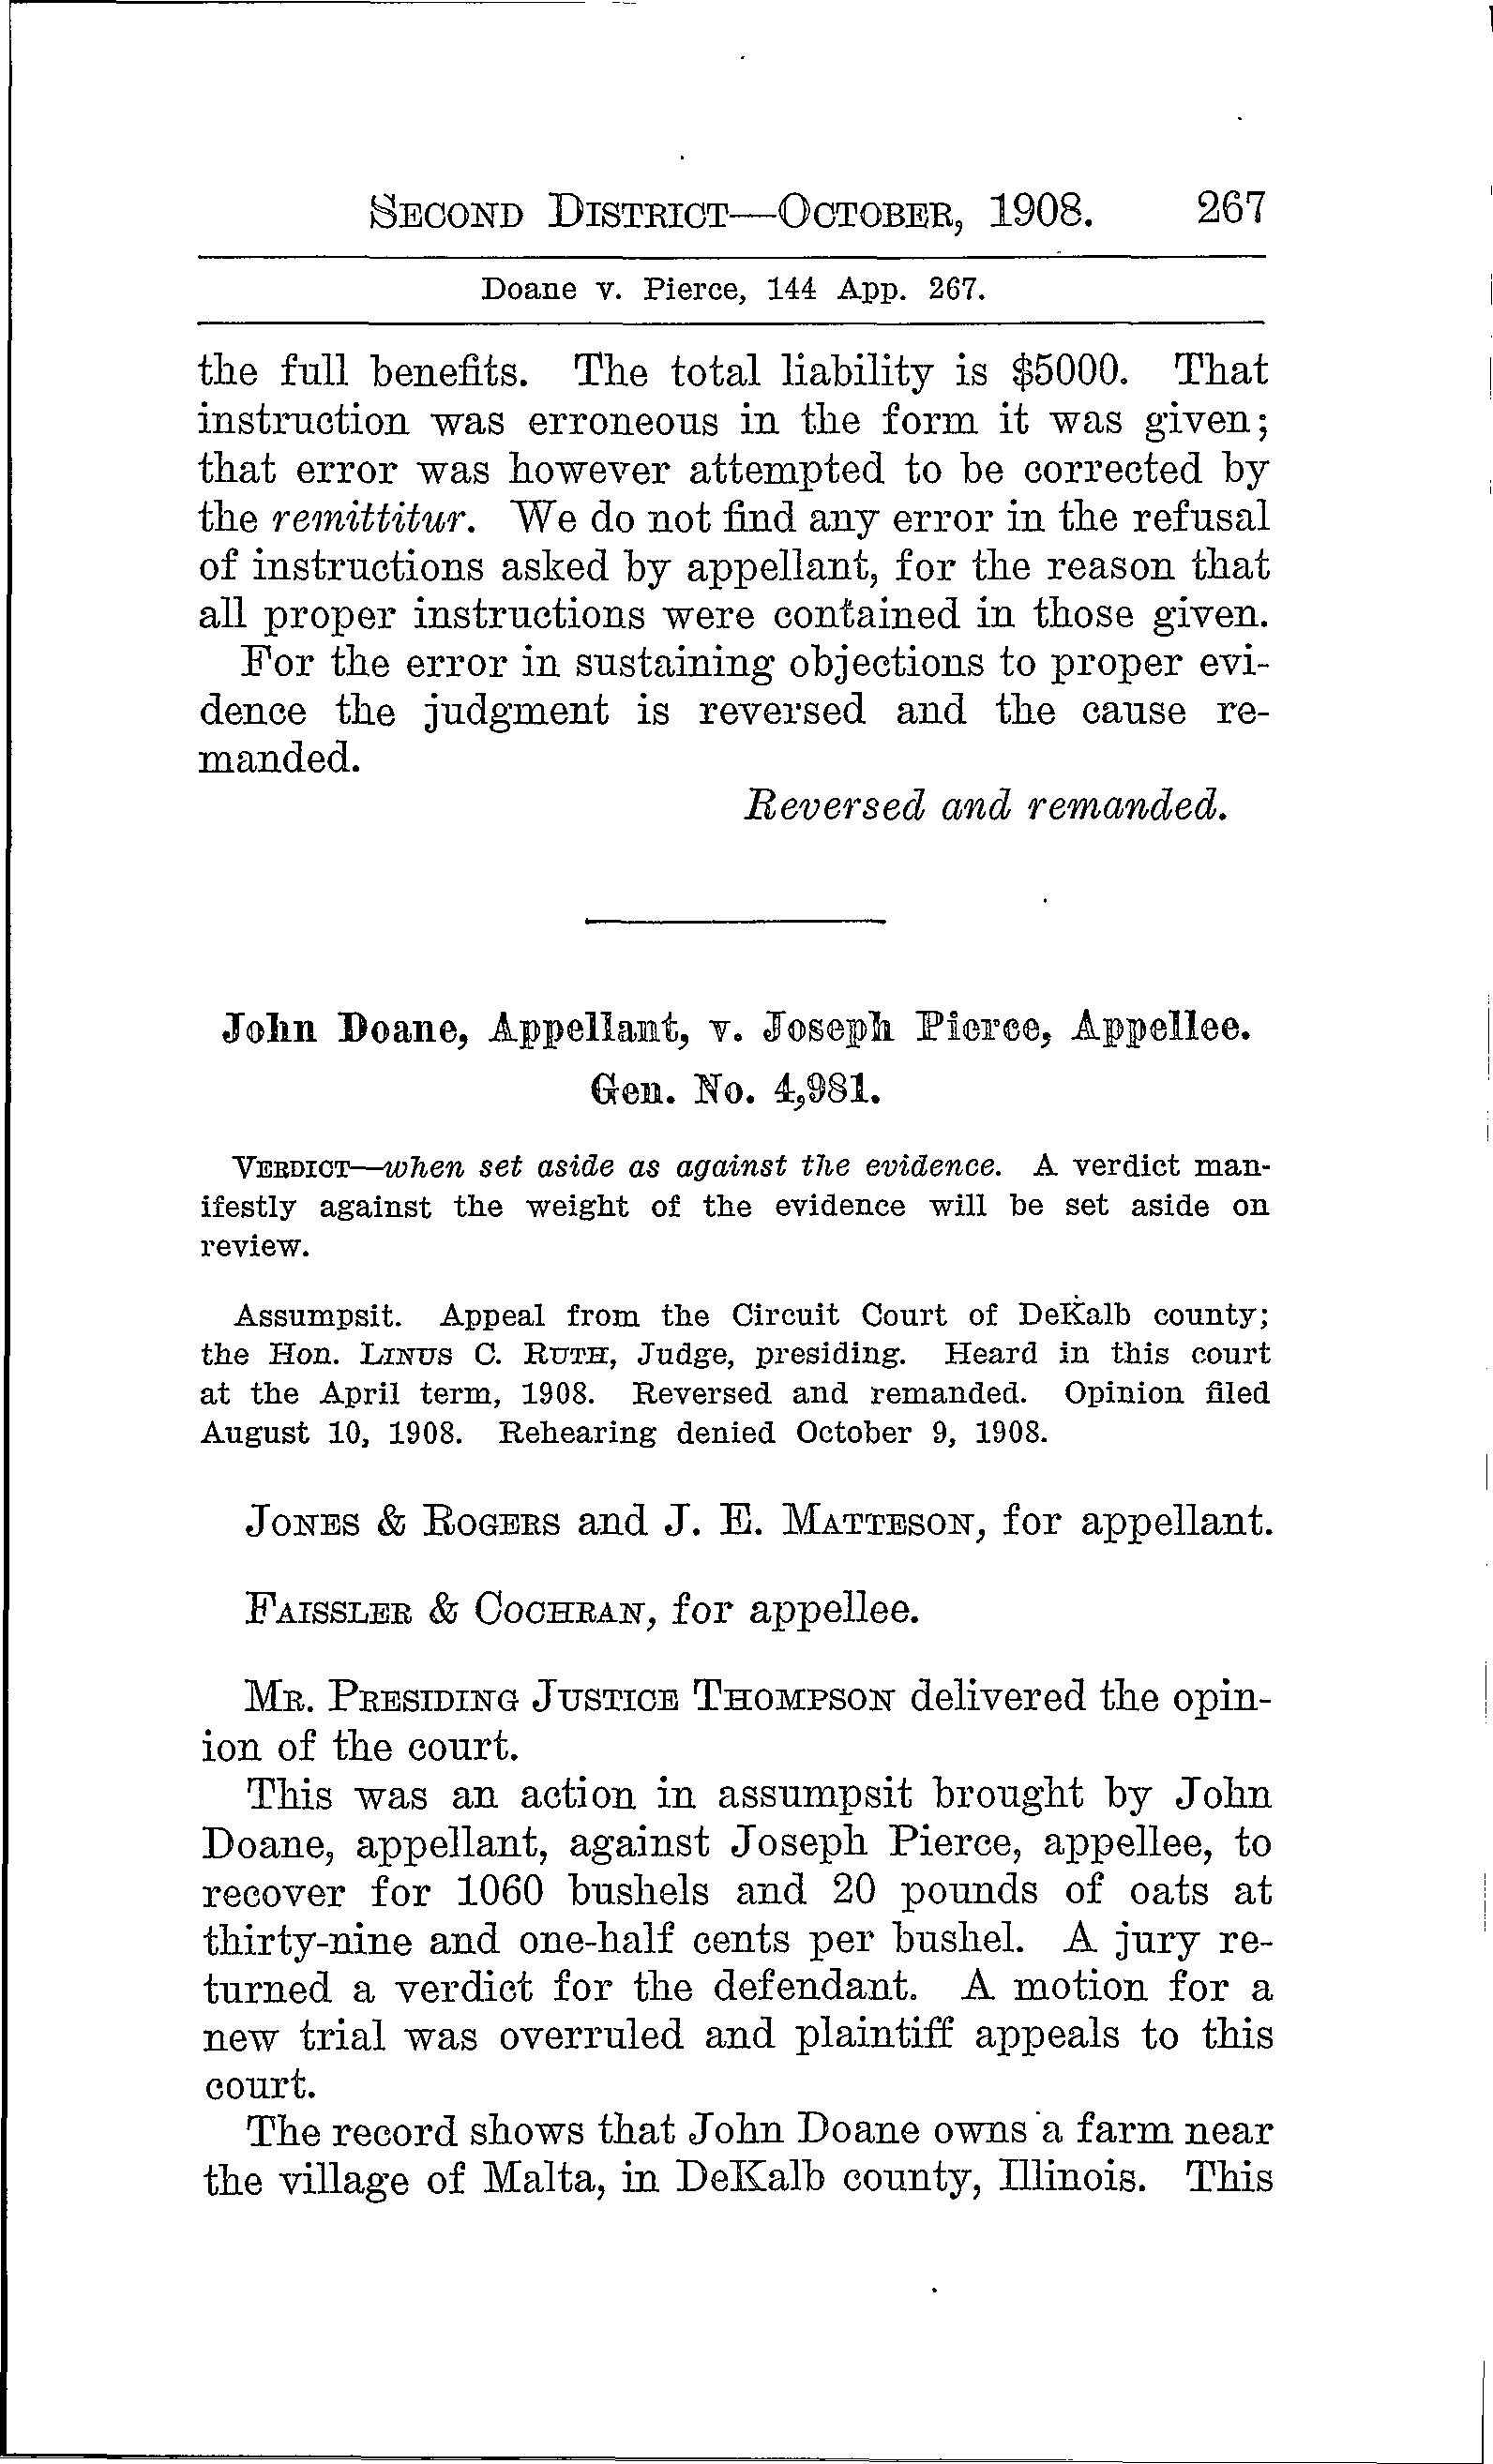 SECOND DISTRICT—OCTOBER, 1908. 267
Doane v. Pierce, 144 App. 267.
the full benefits. The total liability is $5000. That
instruction was erroneous in the form it was given;
that error was however attempted to be corrected by
the remittitur. We do not find any error in the refusal
of instructions asked by appellant, for the reason that
all proper instructions were contained in those given.
For the error in sustaining objections to proper evi-
dence the judgment is reversed and the cause re-
manded.
Reversed and remanded.
John Doane, Appellant, v. Joseph Pierce, Appellee.
Gen. No. 4,981.
VERDICT—when set aside as against the evidence. A verdict man-
ifestly against the weight of the evidence will be set aside on
review.
Assumpsit. Appeal from the Circuit Court of DeKalb county;
the Hon. LINUS C. RUTH, Judge, presiding. Heard in this court
at the April term, 1908. Reversed and remanded. Opinion filed
August 10, 1908. Rehearing denied October 9, 1908.
JONES & ROGERS and J. E. MATTESON, for appellant.
FAISSLER & COCHRAN, for appellee.
MR. PRESIDING JUSTICE THOMPSON delivered the opin-
ion of the court.
This was an action in assumpsit brought by John
Doane, appellant, against Joseph Pierce, appellee, to
recover for 1060 bushels and 20 pounds of oats at
thirty-nine and one-half cents per bushel. A jury re-
turned a verdict for the defendant. A motion for a
new trial was overruled and plaintiff appeals to this
court.
The record shows that John Doane owns a farm near
the village of Malta, in DeKalb county, Illinois. This